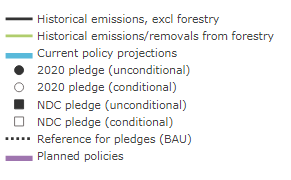 Historical emissions, excl forestry
Historical emissions/removals from forestry
Current policy projections
2020 pledge (unconditional)
2020 pledge (conditional)
NDC pledge (unconditional)
NDC pledge (conditional)
Reference for pledges (BAU)
Planned policies